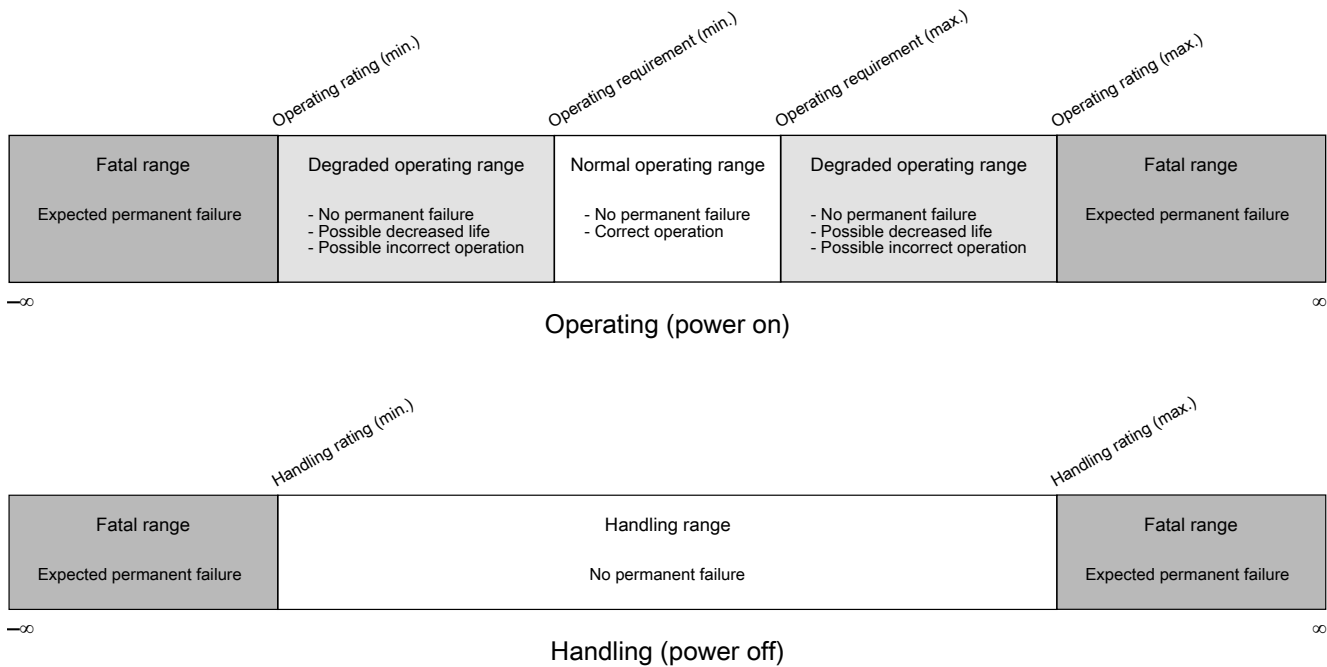 Operating rating (min.)
Operating requirement (min.)
Operating requirement (max.)
Operating rating (max.)
Fatal range
Expected permanent failure
Degraded operating range
- No permanent failure
- Possible decreased life
- Possible incorrect operation
Normal operating range
- No permanent failure
- Correct operation
Degraded operating range
- No permanent failure
- Possible decreased life
- Possible incorrect operation
Fatal range
Expected permanent failure
–∞
∞
Operating (power on)
Handling rating (min.)
Handling rating (max.)
Fatal range
Expected permanent failure
Handling range
No permanent failure
Fatal range
Expected permanent failure
–∞
∞
Handling (power off)